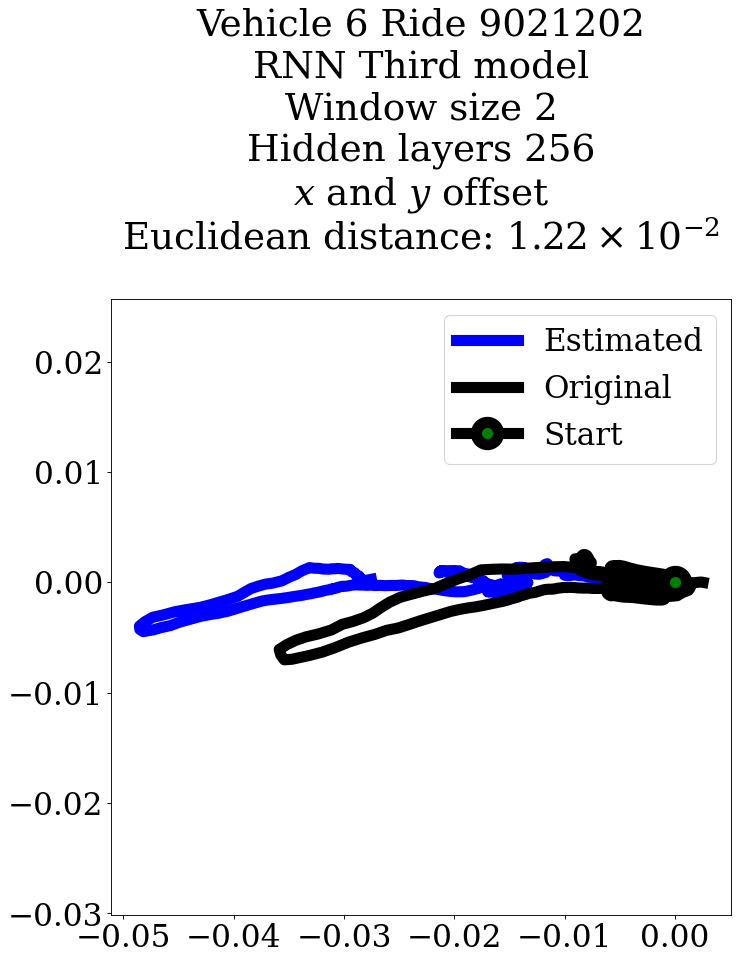 Vehicle 6 Ride 9021202
RNN Third model
Window size 2
Hidden layers 256
x and y offset
Euclidean distance: 1.22 × 10⁻²
Estimated
Original
Start
0.02
0.01
0.00
−0.01
−0.02
−0.03
−0.05 −0.04 −0.03 −0.02 −0.01 0.00